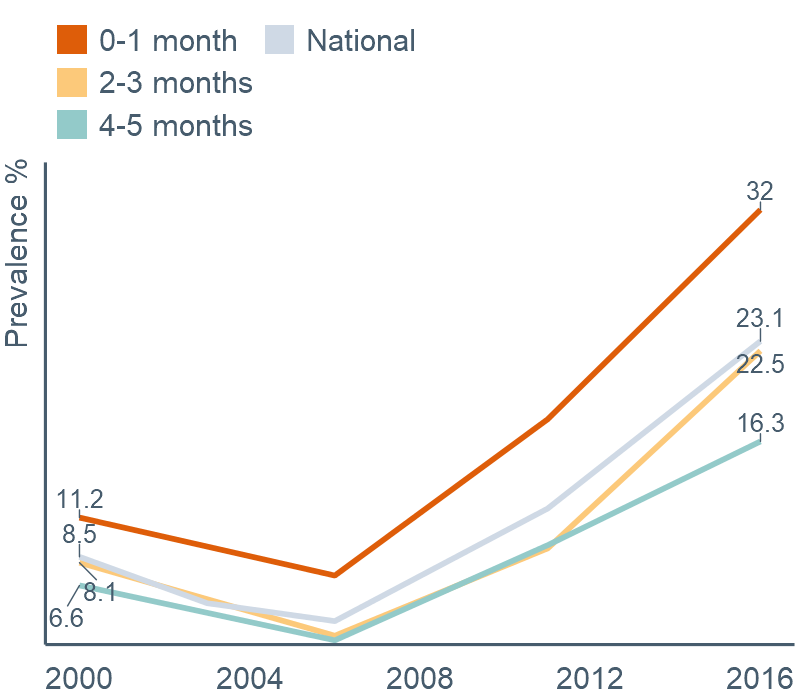 0-1 month
National
2-3 months
4-5 months
Prevalence %
32
23.1
22.5
16.3
11.2
8.5
8.1
6.6
2000 2004 2008 2012 2016